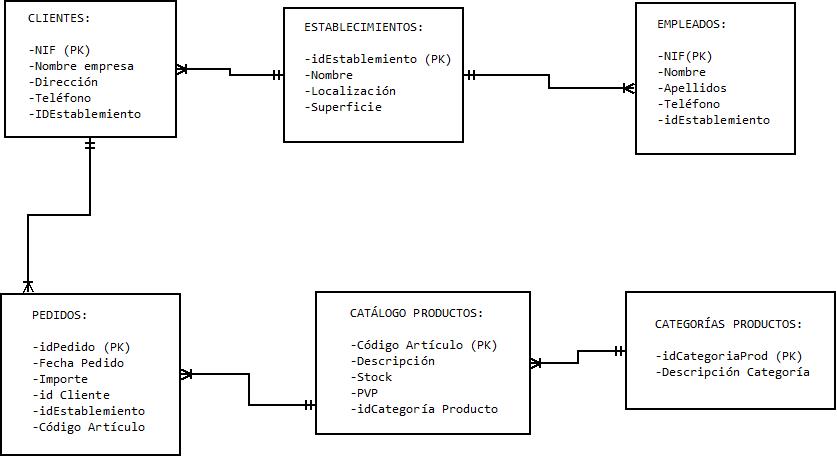 CLIENTES:
-NIF (PK)
-Nombre empresa
-Dirección
-Teléfono
-IDEstablemiento
ESTABLECIMIENTOS:
-idEstablemiento (PK)
-Nombre
-Localización
-Superficie
EMPLEADOS:
-NIF(PK)
-Nombre
-Apellidos
-Teléfono
-idEstablemiento
PEDIDOS:
-idPedido (PK)
-Fecha Pedido
-Importe
-id Cliente
-idEstablemiento
-Código Artículo
CATÁLOGO PRODUCTOS:
-Código Artículo (PK)
-Descripción
-Stock
-PVP
-idCategoría Producto
CATEGORÍAS PRODUCTOS:
-idCategoriaProd (PK)
-Descripción Categoría